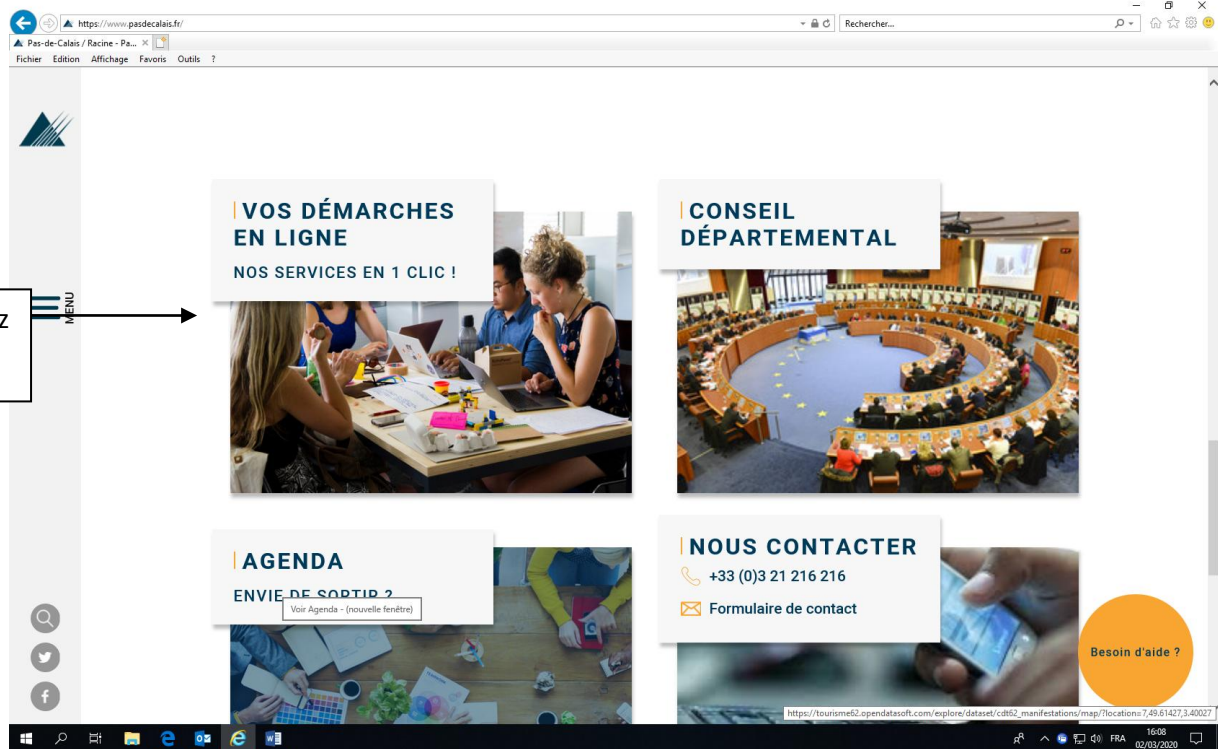 https://www.pasdecalais.fr/
Rechercher...
Pas-de-Calais / Racine - Pa...
Fichier Edition Affichage Favoris Outils ?
VOS DÉMARCHES
EN LIGNE
NOS SERVICES EN 1 CLIC !
CONSEIL
DÉPARTEMENTAL
MENU
z
AGENDA
ENVIE DE SORTIR ?
Voir Agenda - (nouvelle fenêtre)
NOUS CONTACTER
+33 (0)3 21 216 216
Formulaire de contact
Besoin d'aide ?
https://tourisme62.opendatasoft.com/explore/dataset/cdt62_manifestations/map/?location=7,49.61427,3.40027
FRA
16:08
02/03/2020